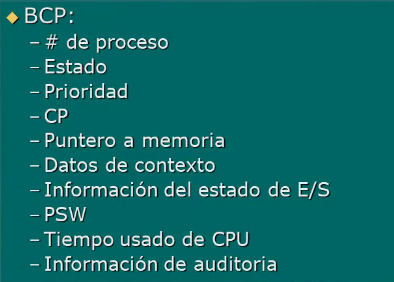 BCP:
– # de proceso
– Estado
– Prioridad
– CP
– Puntero a memoria
– Datos de contexto
– Información del estado de E/S
– PSW
– Tiempo usado de CPU
– Información de auditoria